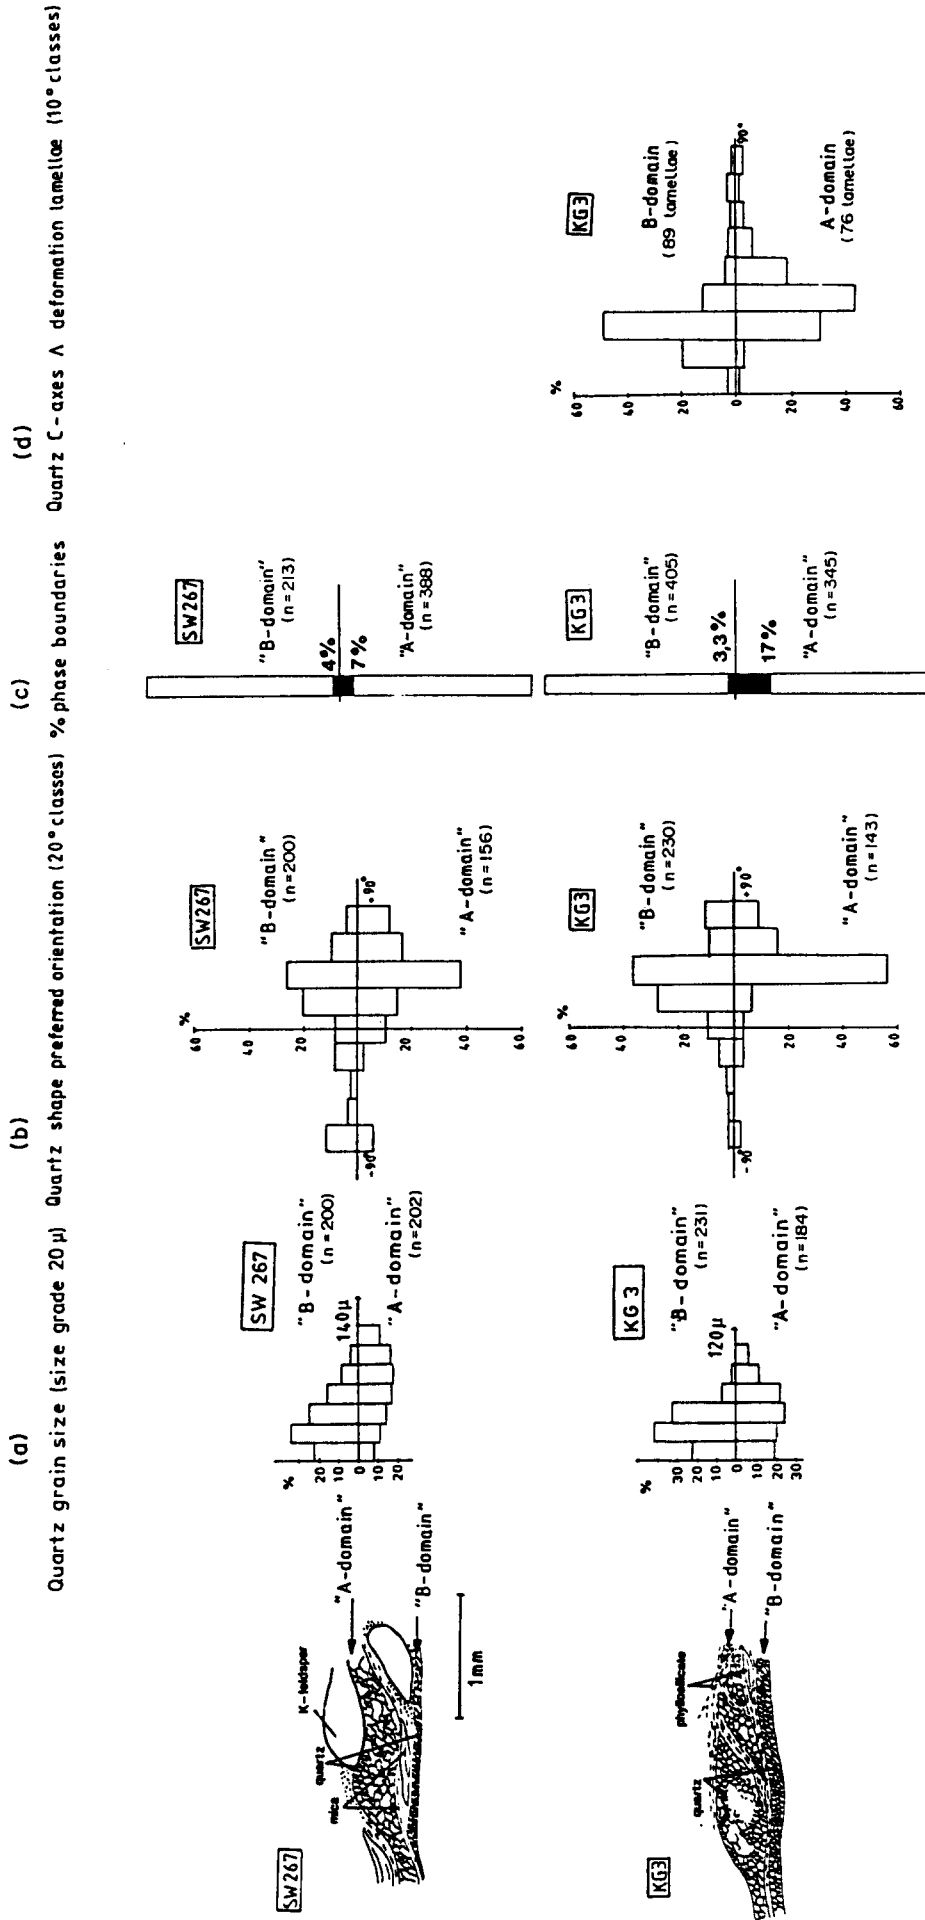 (a)
Quartz grain size (size grade 20 µ)
(b)
Quartz shape preferred orientation (20° classes)
(c)
% phase boundaries
(d)
Quartz C-axes Λ deformation lamellae (10° classes)
SW267
K-feldspar
quartz
mica
"A-domain"
"B-domain"
1mm
SW 267
%
20
10
0
10
20
140µ
"B-domain"
(n=200)
"A-domain"
(n=202)
SW267
%
60
40
20
0
20
40
60
-90°
+90°
"B-domain"
(n=200)
"A-domain"
(n=156)
SW267
"B-domain"
(n=213)
4%
7%
"A-domain"
(n=388)
KG3
phyllosilicate
quartz
"A-domain"
"B-domain"
KG 3
%
30
20
10
0
10
20
30
120µ
"B-domain"
(n=231)
"A-domain"
(n=184)
KG3
%
60
40
20
0
20
40
60
-90°
+90°
"B-domain"
(n=230)
"A-domain"
(n=143)
KG3
"B-domain"
(n=405)
3,3%
17%
"A-domain"
(n=345)
KG3
%
60
40
20
0
20
40
60
90°
B-domain
(89 lamellae)
A-domain
(76 lamellae)